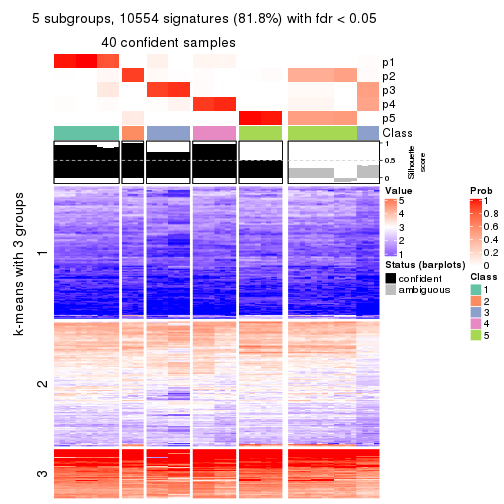 5 subgroups, 10554 signatures (81.8%) with fdr < 0.05
40 confident samples
p1
p2
p3
p4
p5
Class
1
0.5
0
Silhouette
score
k-means with 3 groups
1
2
3
Value
5
4
3
2
1
Status (barplots)
confident
ambiguous
Prob
1
0.8
0.6
0.4
0.2
0
Class
1
2
3
4
5